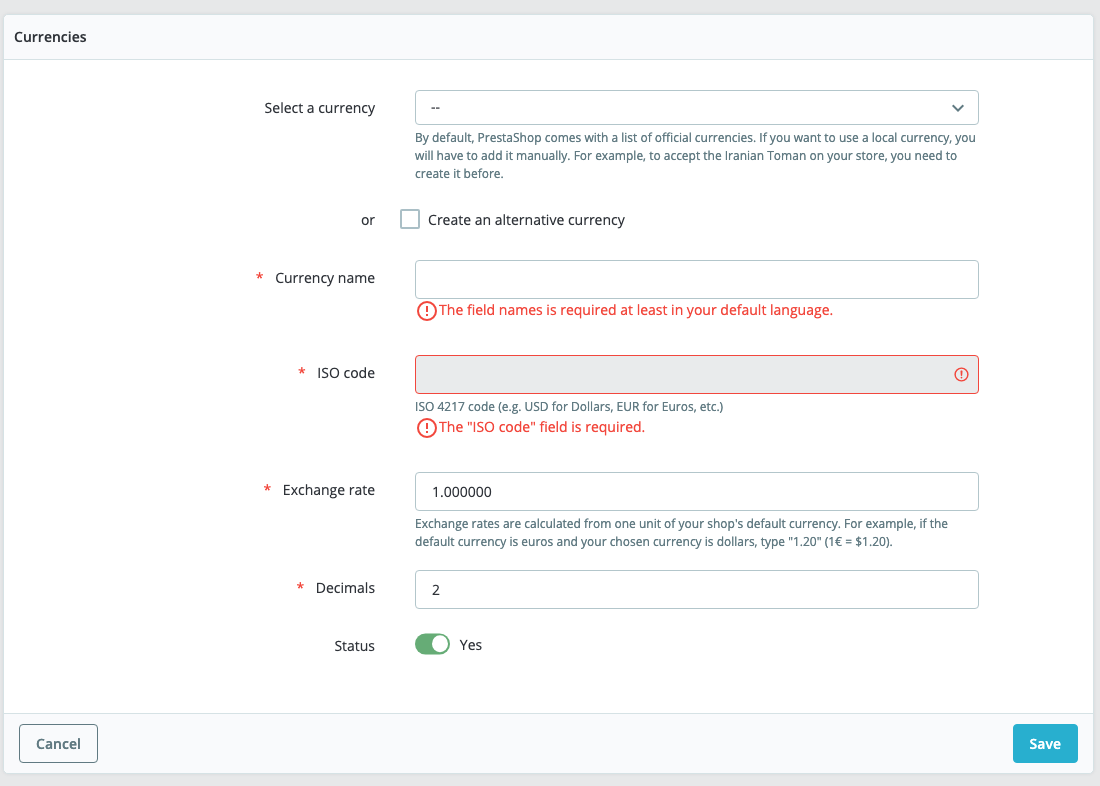 Currencies
Select a currency
--
By default, PrestaShop comes with a list of official currencies. If you want to use a local currency, you
will have to add it manually. For example, to accept the Iranian Toman on your store, you need to
create it before.
or
Create an alternative currency
* Currency name
The field names is required at least in your default language.
* ISO code
ISO 4217 code (e.g. USD for Dollars, EUR for Euros, etc.)
The "ISO code" field is required.
* Exchange rate
1.000000
Exchange rates are calculated from one unit of your shop's default currency. For example, if the
default currency is euros and your chosen currency is dollars, type "1.20" (1€ = $1.20).
* Decimals
2
Status
Yes
Cancel
Save